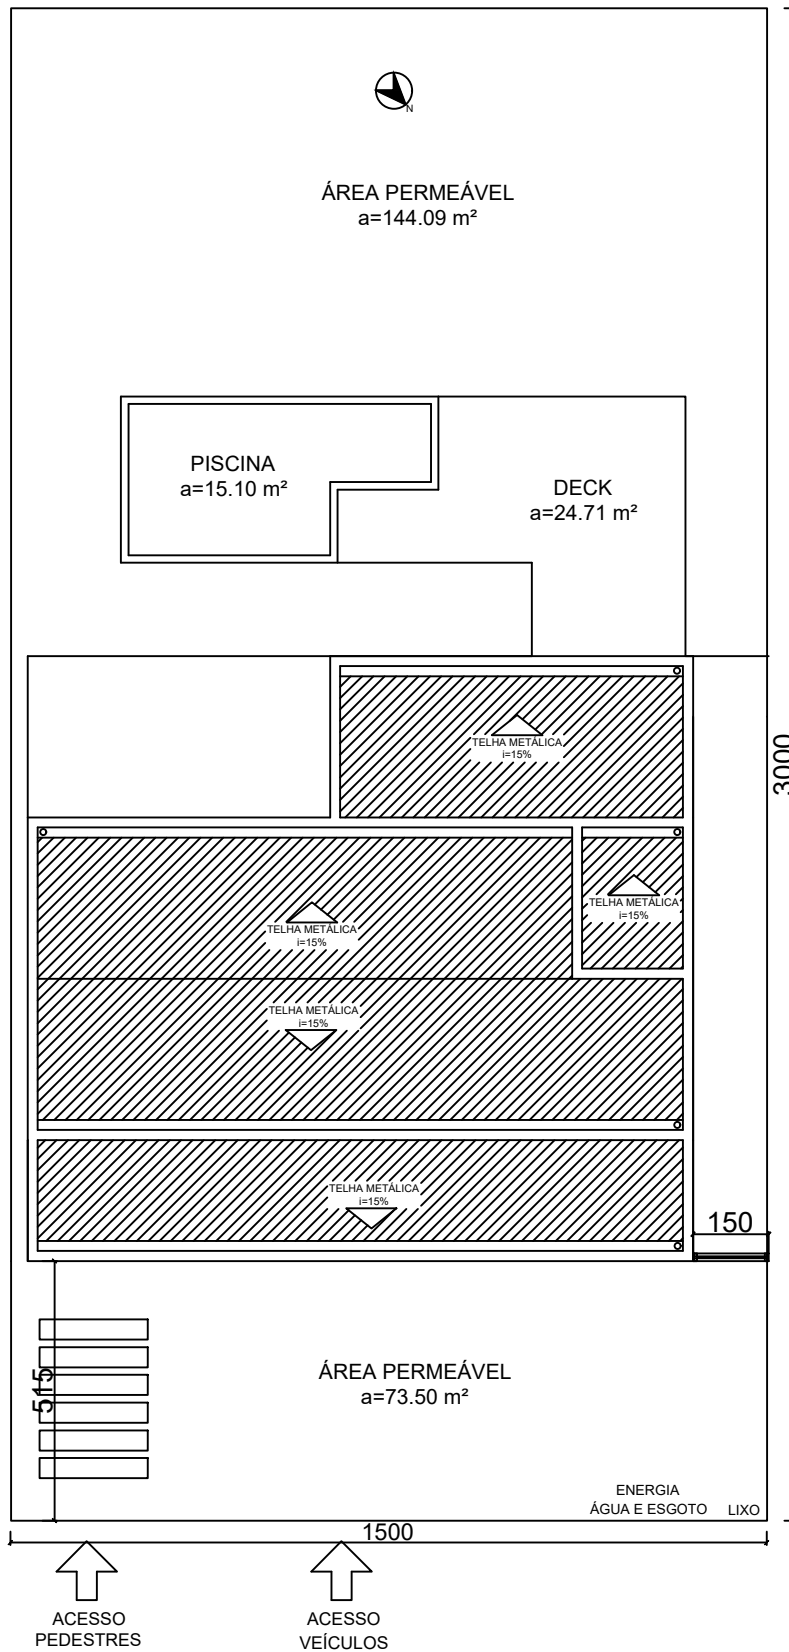 N
ÁREA PERMEÁVEL
a=144.09 m²
PISCINA
a=15.10 m²
DECK
a=24.71 m²
3000
TELHA METÁLICA
i=15%
TELHA METÁLICA
i=15%
TELHA METÁLICA
i=15%
TELHA METÁLICA
i=15%
TELHA METÁLICA
i=15%
150
515
ÁREA PERMEÁVEL
a=73.50 m²
ENERGIA
ÁGUA E ESGOTO
LIXO
1500
ACESSO
PEDESTRES
ACESSO
VEÍCULOS